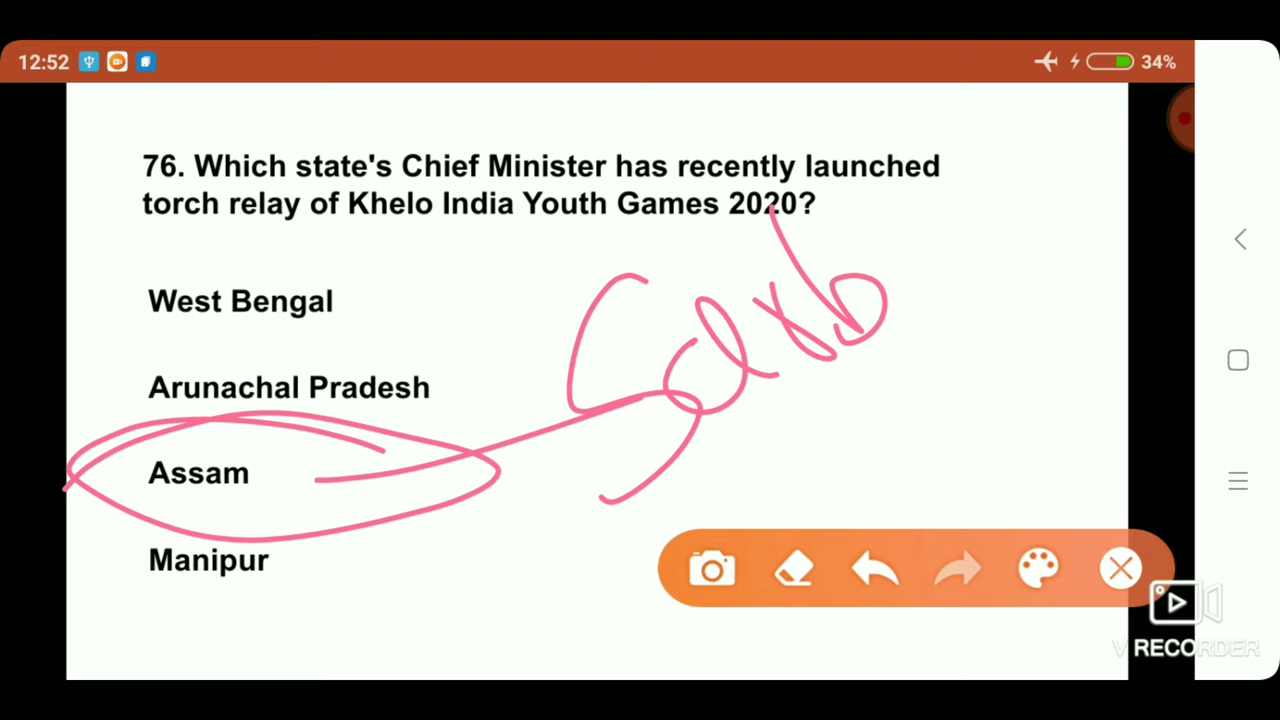 12:52
34%
76. Which state's Chief Minister has recently launched
torch relay of Khelo India Youth Games 2020?
West Bengal
Arunachal Pradesh
Assam
Manipur
V RECORDER